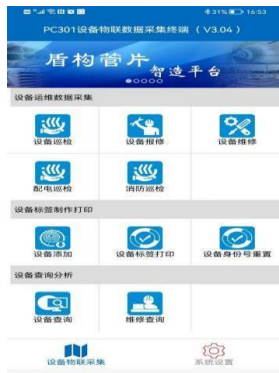 31% 16:53
PC301设备物联数据采集终端（V3.04）
盾构管片
智造平台
设备运维数据采集
设备巡检 设备报修 设备维修
配电巡检 消防巡检
设备标签制作打印
设备添加 设备标签打印 设备身份号重置
设备查询分析
设备查询 维修查询
设备物联采集 系统设置